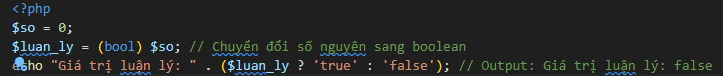 <?php
$so = 0;
$luan_ly = (bool) $so; // Chuyển đổi số nguyên sang boolean
echo "Giá trị luận lý: " . ($luan_ly ? 'true' : 'false'); // Output: Giá trị luận lý: false